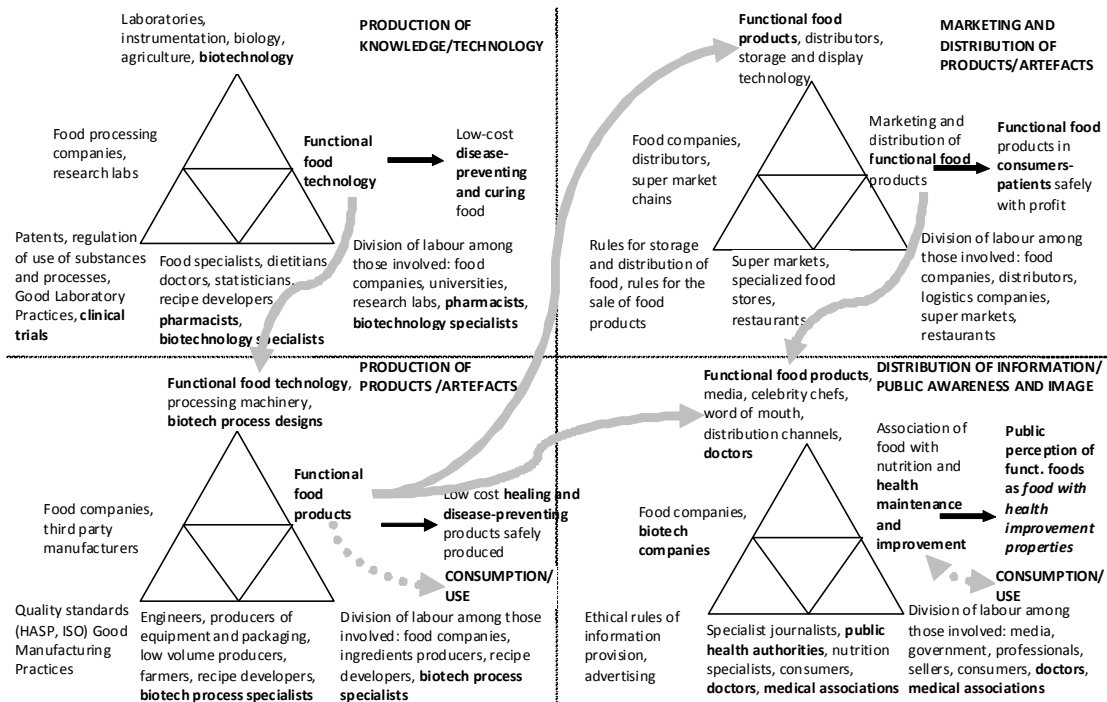 Laboratories,
instrumentation, biology,
agriculture, biotechnology
PRODUCTION OF
KNOWLEDGE/TECHNOLOGY
Food processing
companies,
research labs
Functional
food
technology
Low-cost
disease-
preventing
and curing
food
Patents, regulation
of use of substances
and processes,
Good Laboratory
Practices, clinical
trials
Food specialists, dietitians
doctors, statisticians,
recipe developers,
pharmacists,
biotechnology specialists
Division of labour among
those involved: food
companies, universities,
research labs, pharmacists,
biotechnology specialists
Functional food
products, distributors,
storage and display
technology
MARKETING AND
DISTRIBUTION OF
PRODUCTS/ARTEFACTS
Food companies,
distributors,
super market
chains
Marketing and
distribution of
functional food
products
Functional food
products in
consumers-
patients safely
with profit
Rules for storage
and distribution of
food, rules for the
sale of food
products
Super markets,
specialized food
stores,
restaurants
Division of labour among
those involved: food
companies, distributors,
logistics companies,
super markets,
restaurants
PRODUCTION OF
PRODUCTS /ARTEFACTS
Functional food technology,
processing machinery,
biotech process designs
Food companies,
third party
manufacturers
Functional
food
products
Low cost healing and
disease-preventing
products safely
produced
CONSUMPTION/
USE
Quality standards
(HASP, ISO) Good
Manufacturing
Practices
Engineers, producers of
equipment and packaging,
low volume producers,
farmers, recipe developers,
biotech process specialists
Division of labour among those
involved: food companies,
ingredients producers, recipe
developers, biotech process
specialists
DISTRIBUTION OF INFORMATION/
PUBLIC AWARENESS AND IMAGE
Functional food products,
media, celebrity chefs,
word of mouth,
distribution channels,
doctors
Food companies,
biotech
companies
Association of
food with
nutrition and
health
maintenance
and
improvement
Public
perception of
funct. foods
as food with
health
improvement
properties
CONSUMPTION/
USE
Ethical rules of
information
provision,
advertising
Specialist journalists, public
health authorities, nutrition
specialists, consumers,
doctors, medical associations
Division of labour among
those involved: media,
government, professionals,
sellers, consumers, doctors,
medical associations